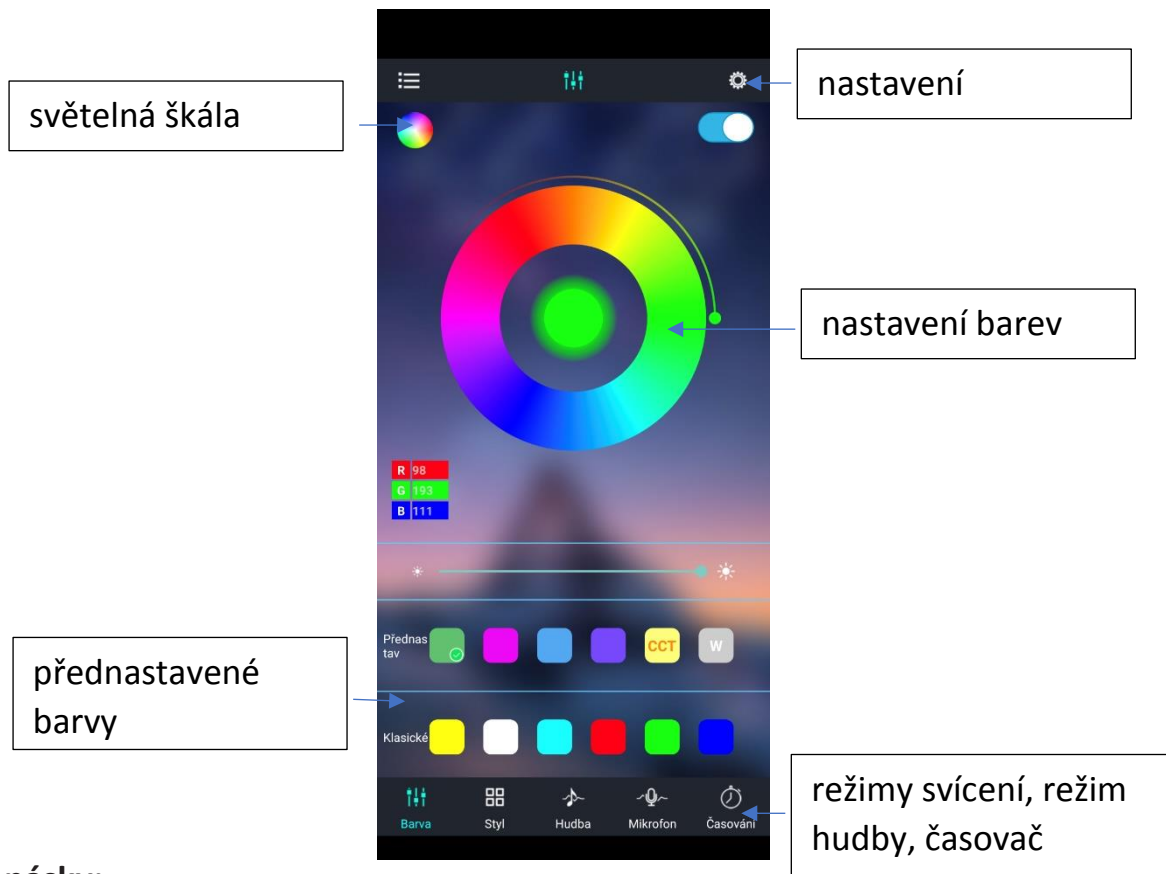 nastavení
světelná škála
nastavení barev
R 98
G 193
B 111
Přednas
tav
CCT
W
přednastavené
barvy
Klasické
režimy svícení, režim
hudby, časovač
Barva Styl Hudba Mikrofon Časování